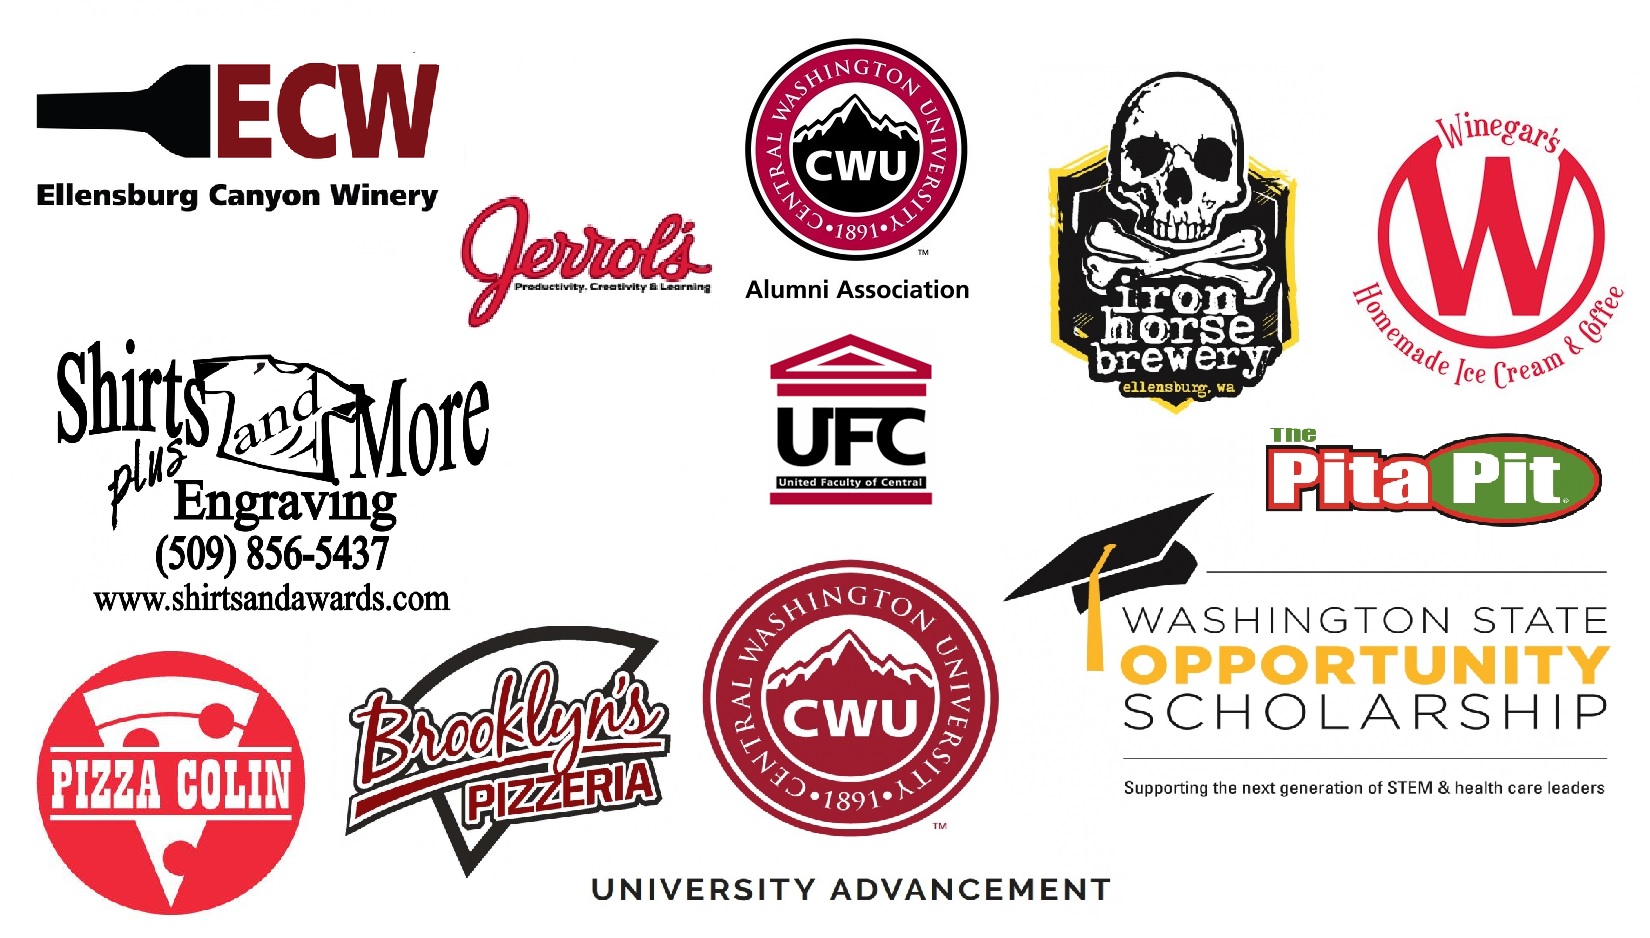 ECW
Ellensburg Canyon Winery
Jerrol's
Productivity, Creativity & Learning
CENTRAL WASHINGTON UNIVERSITY
CWU
•1891•
TM
Alumni Association
iron
horse
brewery
ellensburg, wa
Winegar's
W
Homemade Ice Cream & Coffee
Shirts and More
plus
Engraving
(509) 856-5437
www.shirtsandawards.com
UFC
United Faculty of Central
The
Pita Pit
WASHINGTON STATE
OPPORTUNITY
SCHOLARSHIP
Supporting the next generation of STEM & health care leaders
PIZZA COLIN
Brooklyn's
PIZZERIA
CENTRAL WASHINGTON UNIVERSITY
CWU
•1891•
TM
UNIVERSITY ADVANCEMENT